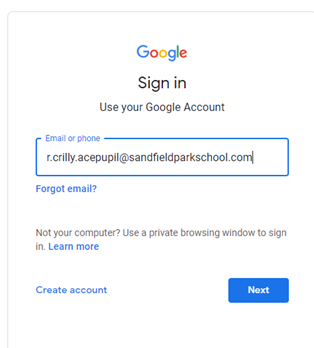 Google
Sign in
Use your Google Account
Email or phone
r.crilly.acepupil@sandfieldparkschool.com
Forgot email?
Not your computer? Use a private browsing window to sign
in. Learn more
Create account
Next